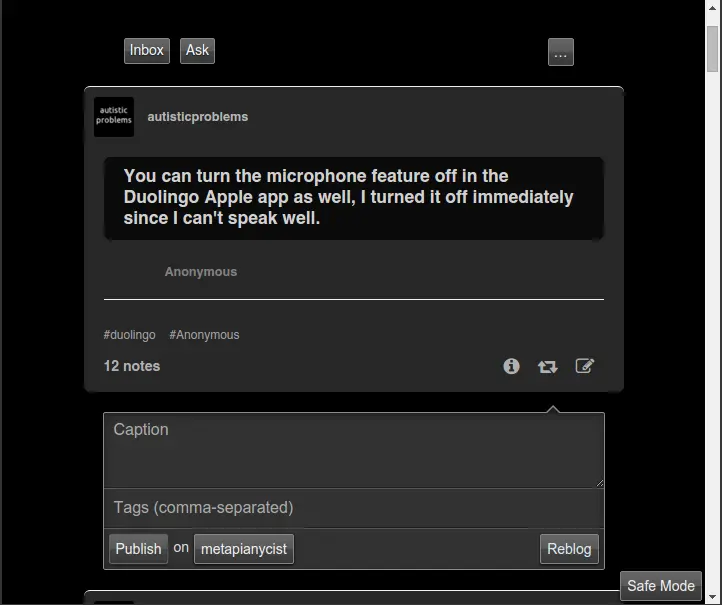 Inbox Ask ...
autistic
problems
autisticproblems
You can turn the microphone feature off in the
Duolingo Apple app as well, I turned it off immediately
since I can't speak well.
Anonymous
#duolingo #Anonymous
12 notes
Caption
Tags (comma-separated)
Publish on metapianycist Reblog
Safe Mode